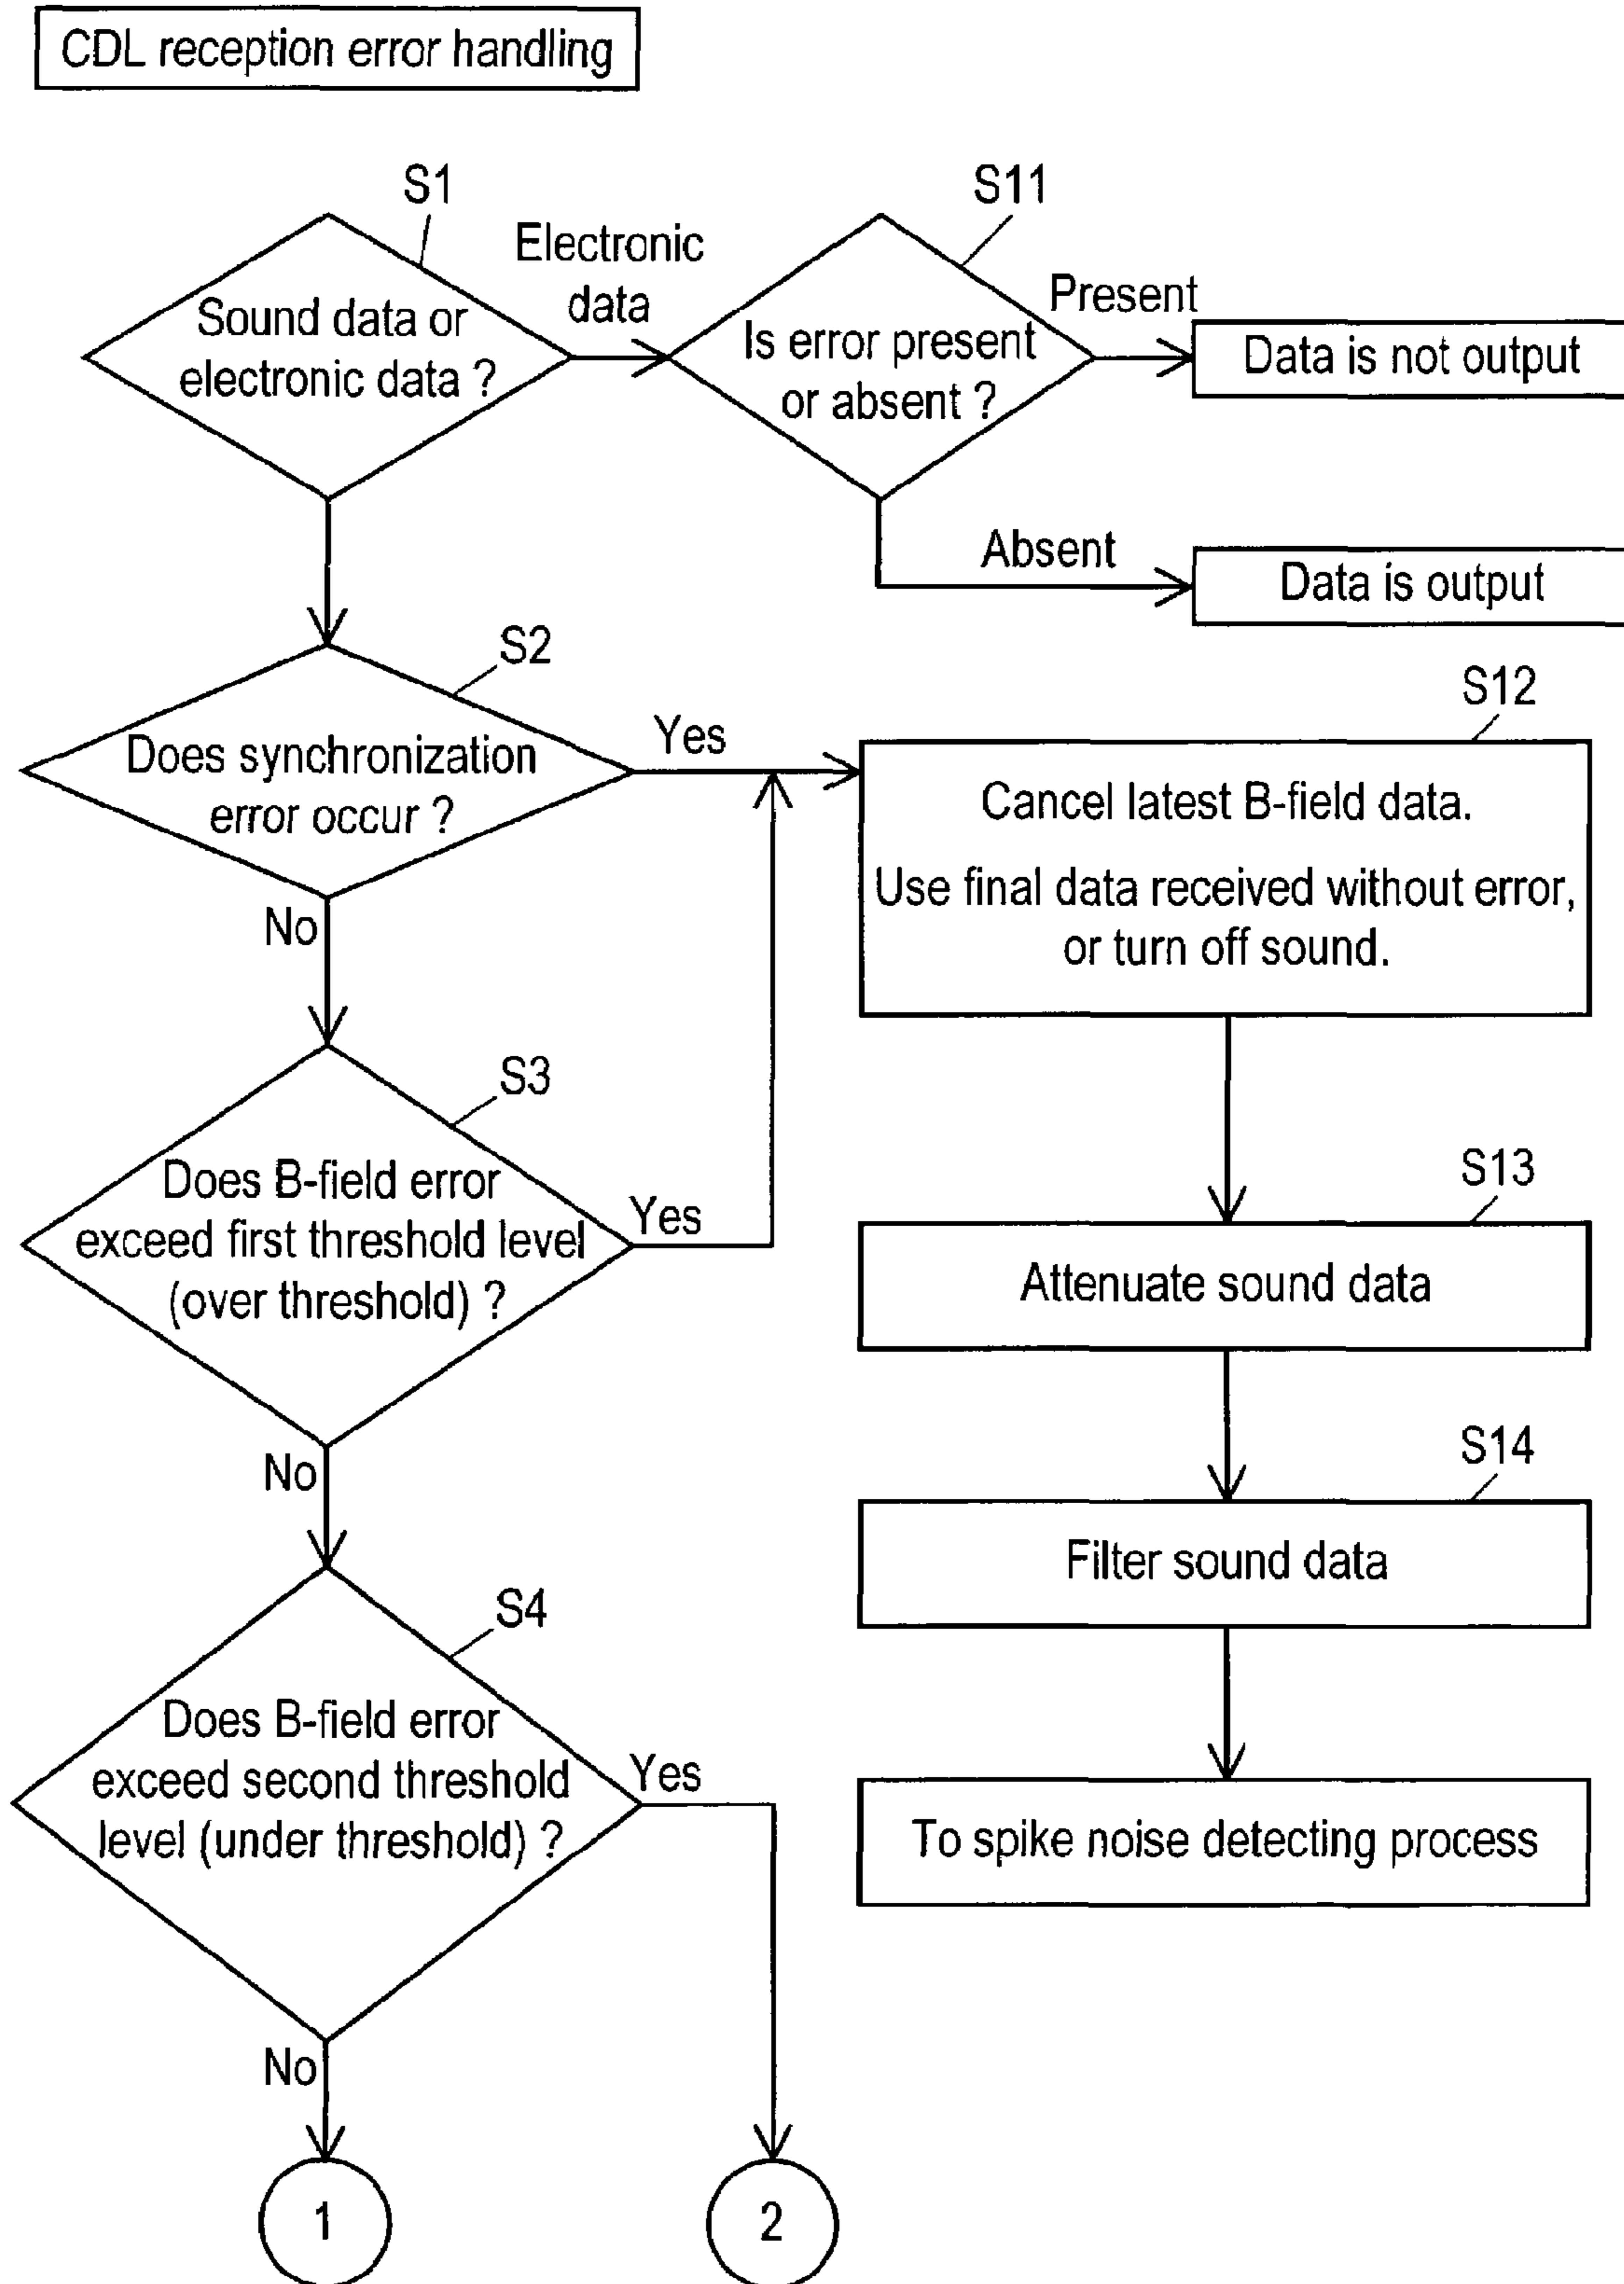 CDL reception error handling
S1
S11
Electronic
data
Present
Sound data or
electronic data ?
Is error present
or absent ?
Data is not output
Absent
Data is output
S2
S12
Does synchronization
error occur ?
Yes
Cancel latest B-field data.
Use final data received without error,
or turn off sound.
No
S3
S13
Does B-field error
exceed first threshold level
(over threshold) ?
Yes
Attenuate sound data
No
S14
Filter sound data
S4
Does B-field error
exceed second threshold
level (under threshold) ?
Yes
To spike noise detecting process
No
1
2